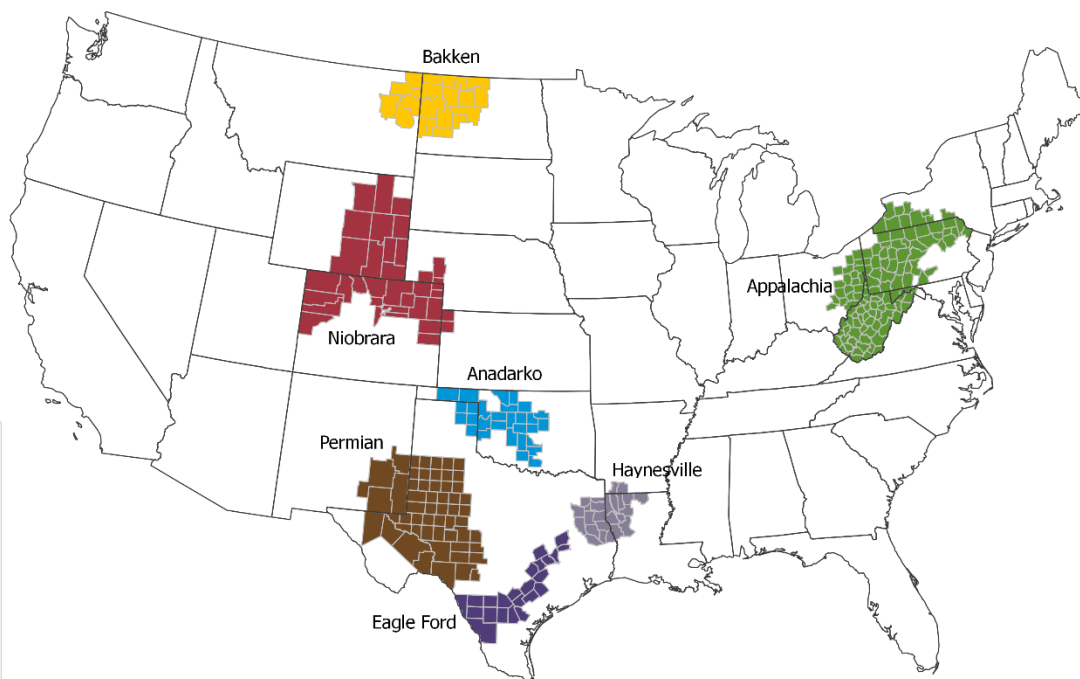 Bakken
Appalachia
Niobrara
Anadarko
Permian
Haynesville
Eagle Ford